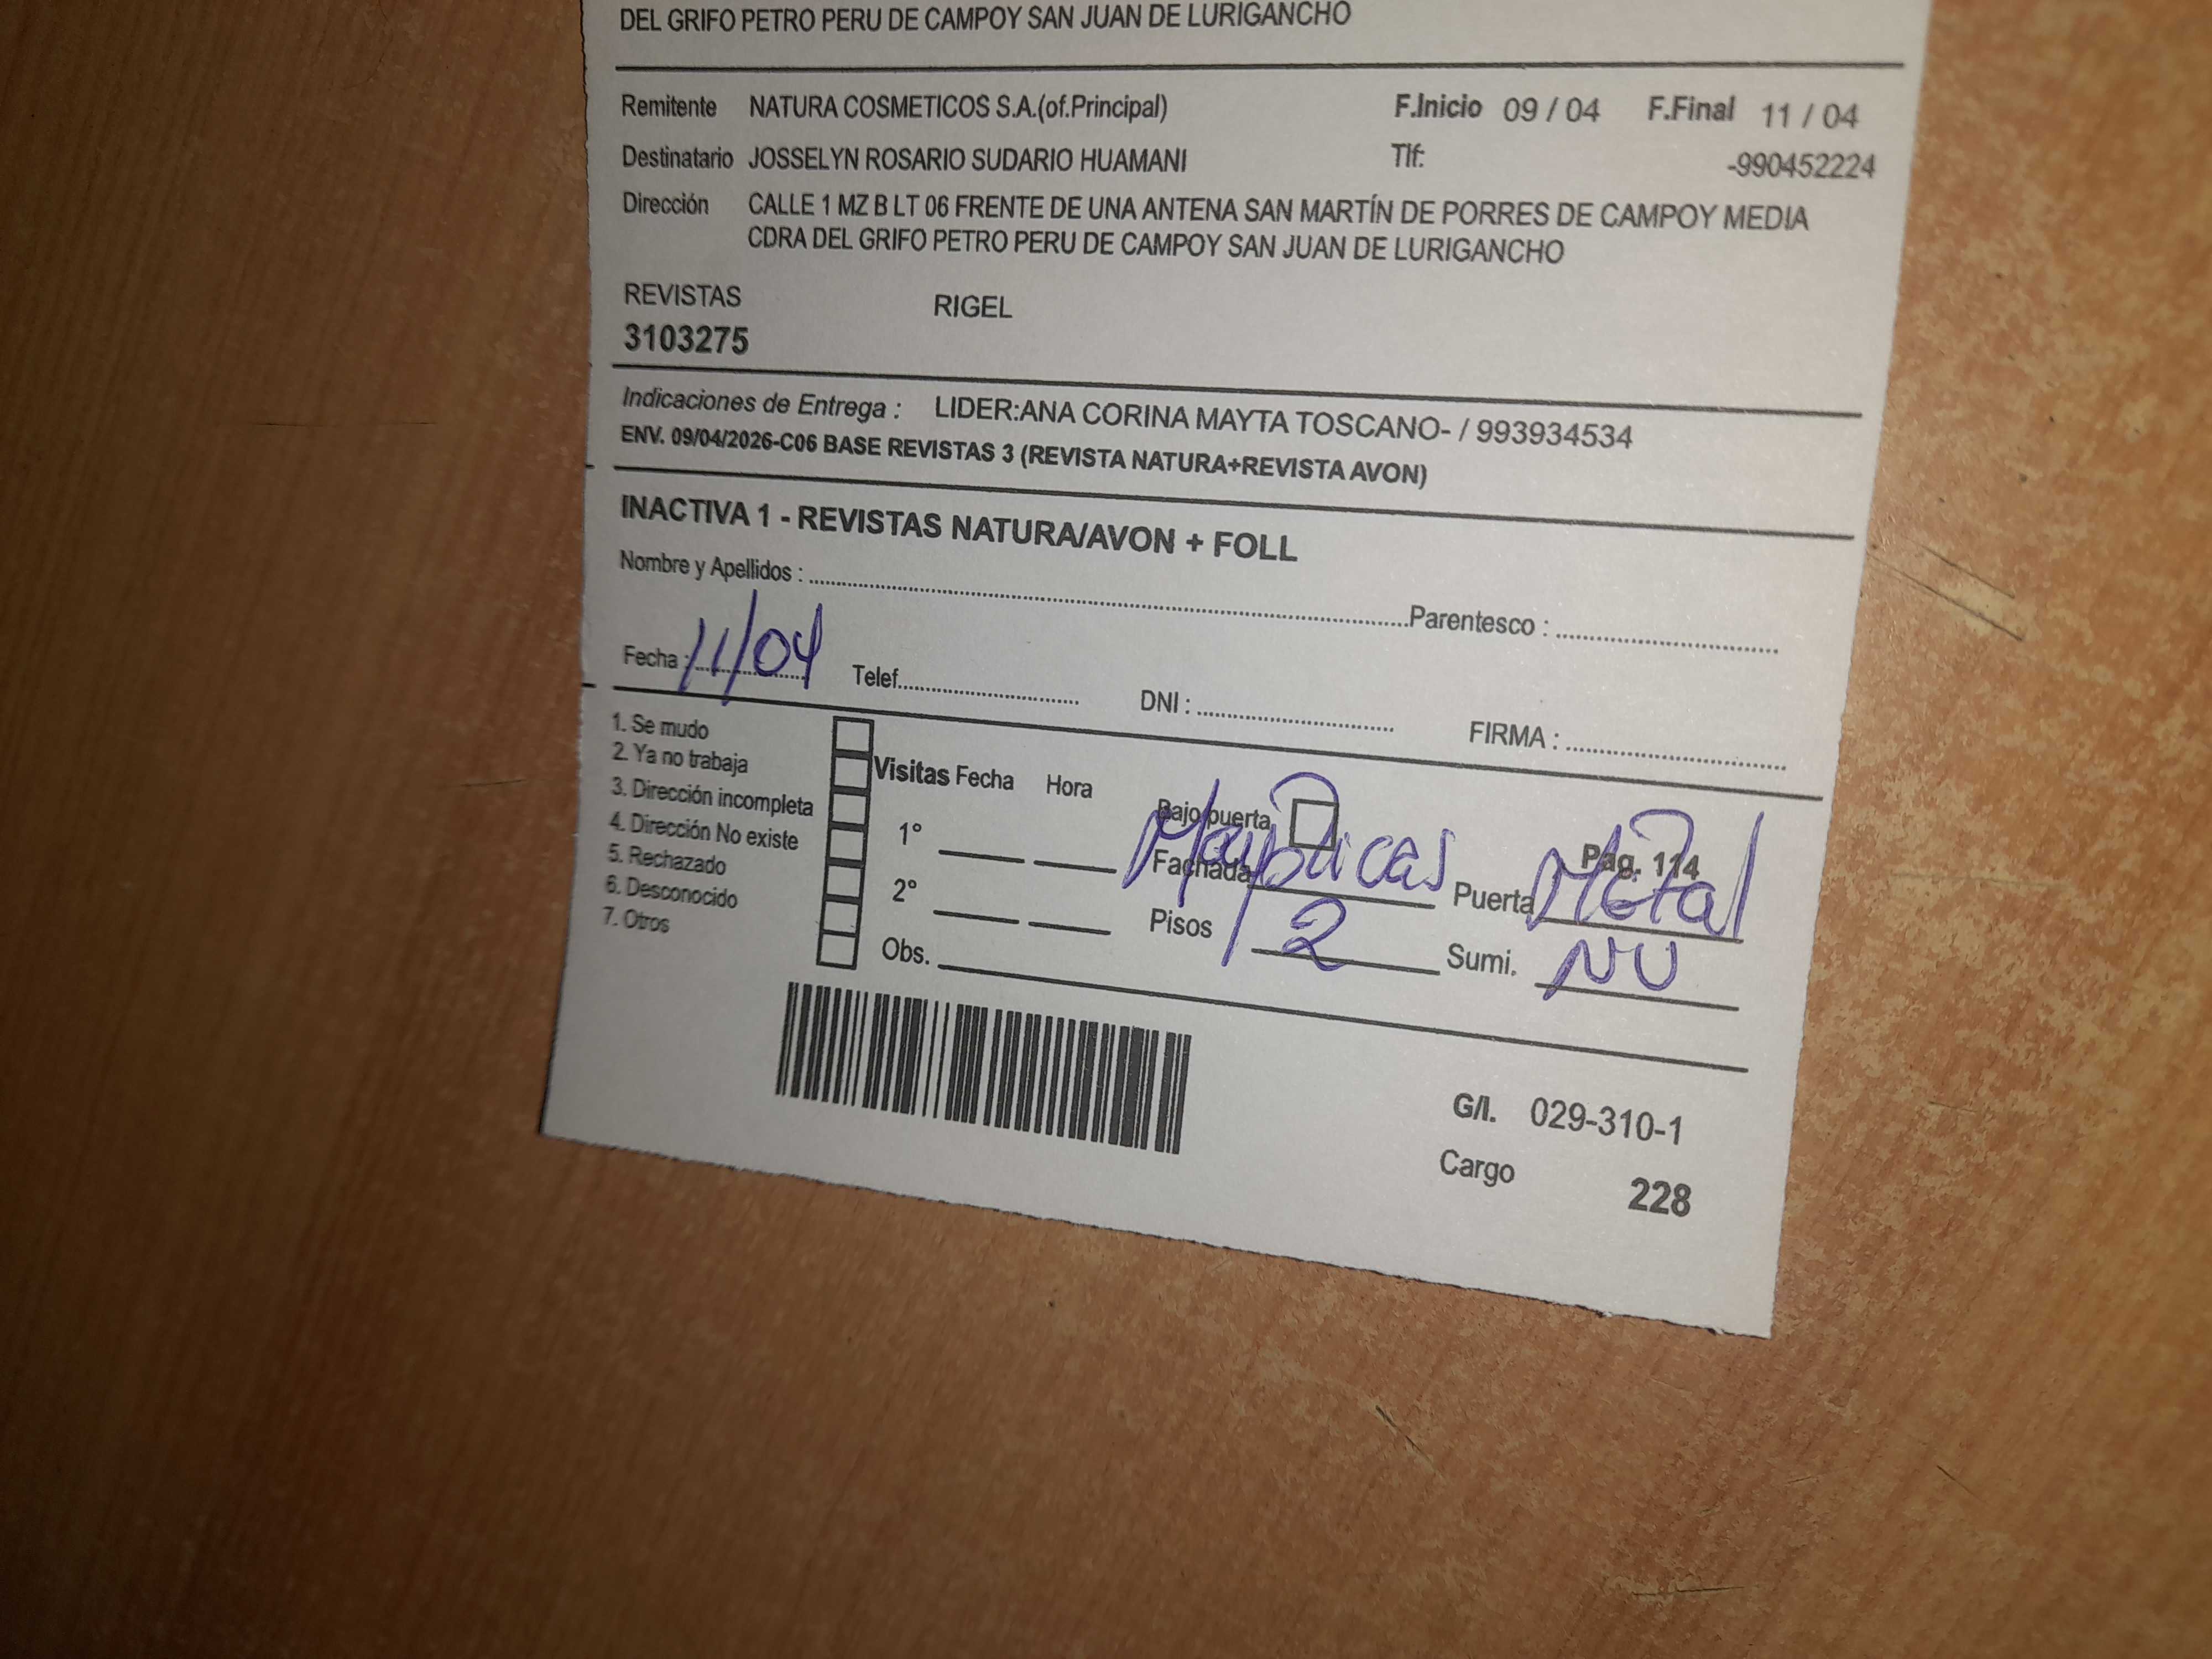 DEL GRIFO PETRO PERU DE CAMPOY SAN JUAN DE LURIGANCHO
Remitente NATURA COSMETICOS S.A.(of.Principal) F.Inicio 09 / 04 F.Final 11 / 04
Destinatario JOSSELYN ROSARIO SUDARIO HUAMANI Tlf: -990452224
Dirección CALLE 1 MZ B LT 06 FRENTE DE UNA ANTENA SAN MARTÍN DE PORRES DE CAMPOY MEDIA
CDRA DEL GRIFO PETRO PERU DE CAMPOY SAN JUAN DE LURIGANCHO
REVISTAS RIGEL
3103275
Indicaciones de Entrega : LIDER:ANA CORINA MAYTA TOSCANO- / 993934534
ENV. 09/04/2026-C06 BASE REVISTAS 3 (REVISTA NATURA+REVISTA AVON)
INACTIVA 1 - REVISTAS NATURA/AVON + FOLL
Nombre y Apellidos : Parentesco :
Fecha : 11/04 Telef. DNI : FIRMA :
1. Se mudo
2. Ya no trabaja
3. Dirección incompleta
4. Dirección No existe
5. Rechazado
6. Desconocido
7. Otros
Visitas Fecha Hora
1°
2°
Obs.
Bajo puerta Pág. 114
Fachada Puerta Metal
Pisos 2 Sumi. NU
G/I. 029-310-1
Cargo 228